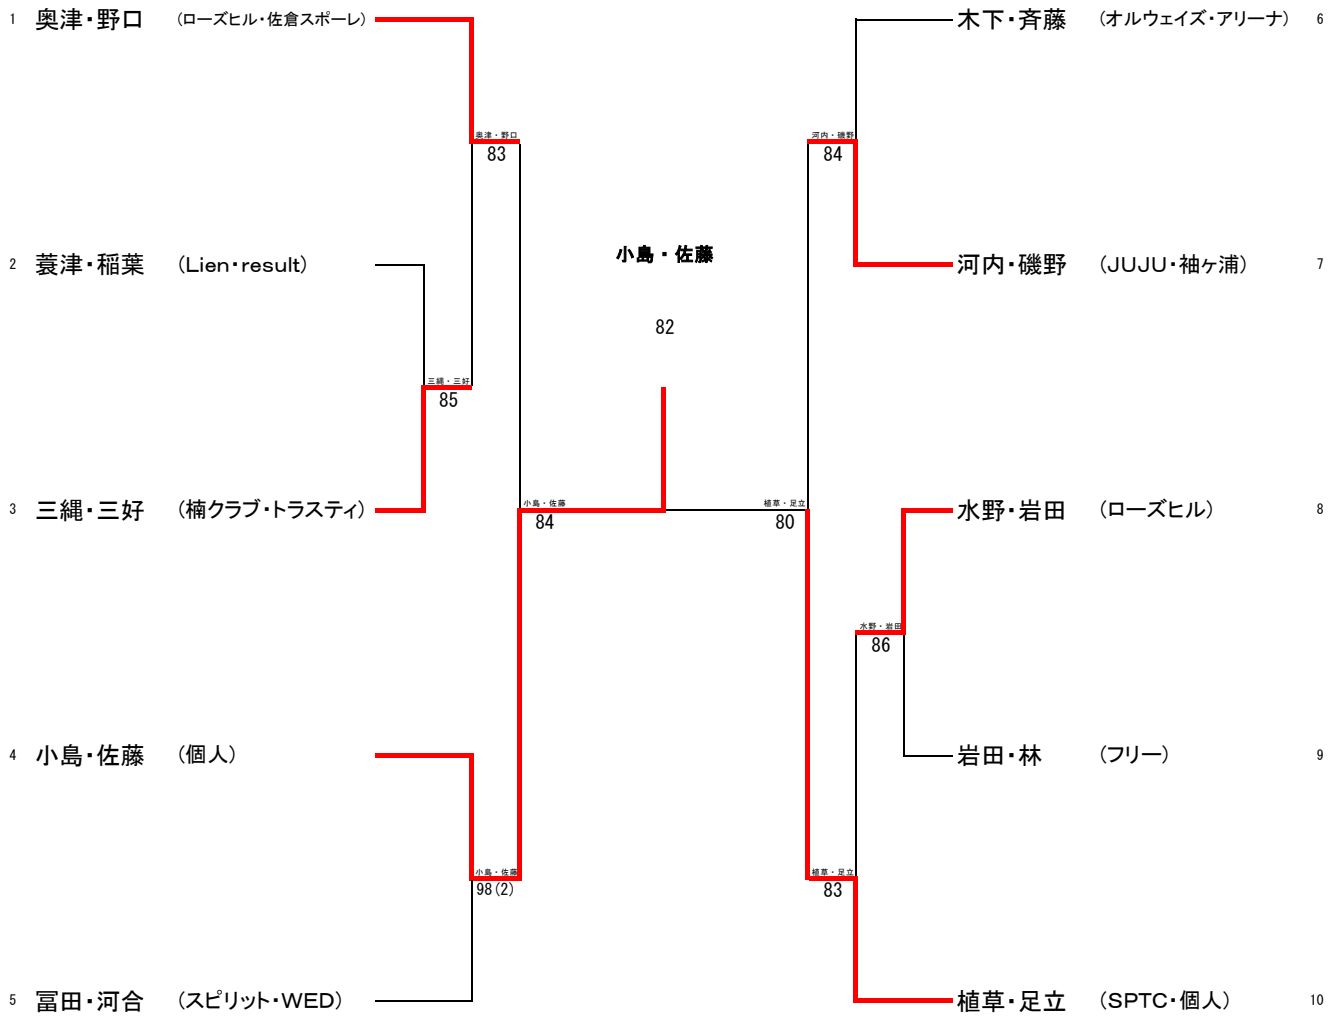 1 奥津・野口 (ローズヒル・佐倉スポーレ)
2 蓑津・稲葉 (Lien・result)
3 三縄・三好 (楠クラブ・トラスティ)
4 小島・佐藤 (個人)
5 冨田・河合 (スピリット・WED)
奥津・野口
83
三縄・三好
85
小島・佐藤
84
小島・佐藤
98(2)
小島・佐藤
82
河内・磯野
84
植草・足立
80
水野・岩田
86
植草・足立
83
木下・斉藤 (オルウェイズ・アリーナ) 6
河内・磯野 (JUJU・袖ヶ浦) 7
水野・岩田 (ローズヒル) 8
岩田・林 (フリー) 9
植草・足立 (SPTC・個人) 10